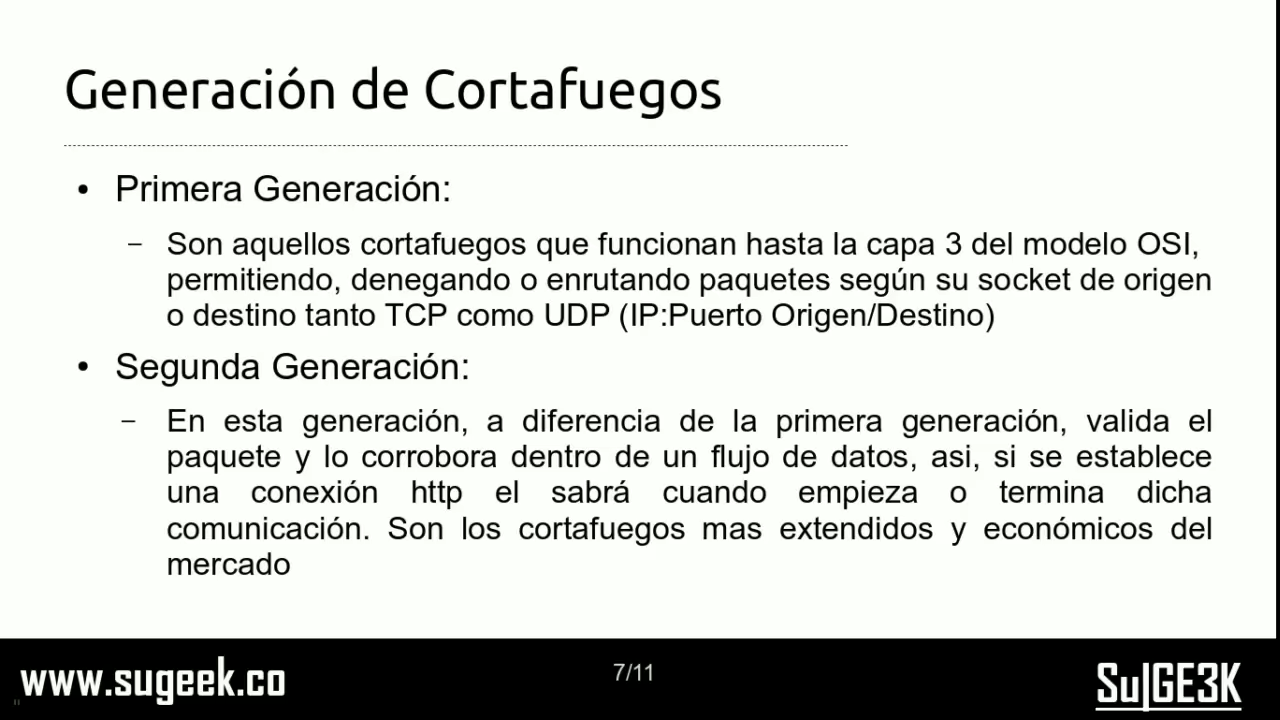 Generación de Cortafuegos
• Primera Generación:
– Son aquellos cortafuegos que funcionan hasta la capa 3 del modelo OSI,
permitiendo, denegando o enrutando paquetes según su socket de origen
o destino tanto TCP como UDP (IP:Puerto Origen/Destino)
• Segunda Generación:
– En esta generación, a diferencia de la primera generación, valida el
paquete y lo corrobora dentro de un flujo de datos, asi, si se establece
una conexión http el sabrá cuando empieza o termina dicha
comunicación. Son los cortafuegos mas extendidos y económicos del
mercado
www.sugeek.co
7/11
Su|GE3K